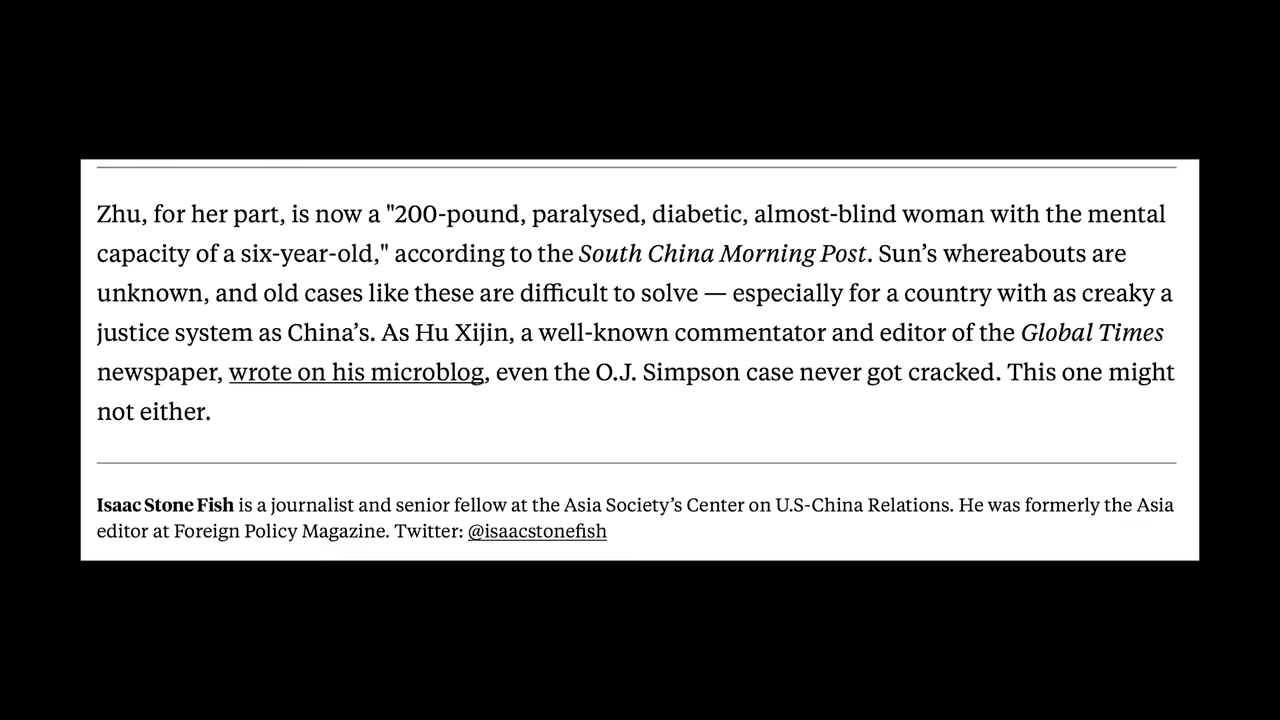 Zhu, for her part, is now a "200-pound, paralysed, diabetic, almost-blind woman with the mental
capacity of a six-year-old," according to the South China Morning Post. Sun’s whereabouts are
unknown, and old cases like these are difficult to solve — especially for a country with as creaky a
justice system as China’s. As Hu Xijin, a well-known commentator and editor of the Global Times
newspaper, wrote on his microblog, even the O.J. Simpson case never got cracked. This one might
not either.
Isaac Stone Fish is a journalist and senior fellow at the Asia Society’s Center on U.S-China Relations. He was formerly the Asia
editor at Foreign Policy Magazine. Twitter: @isaacstonefish